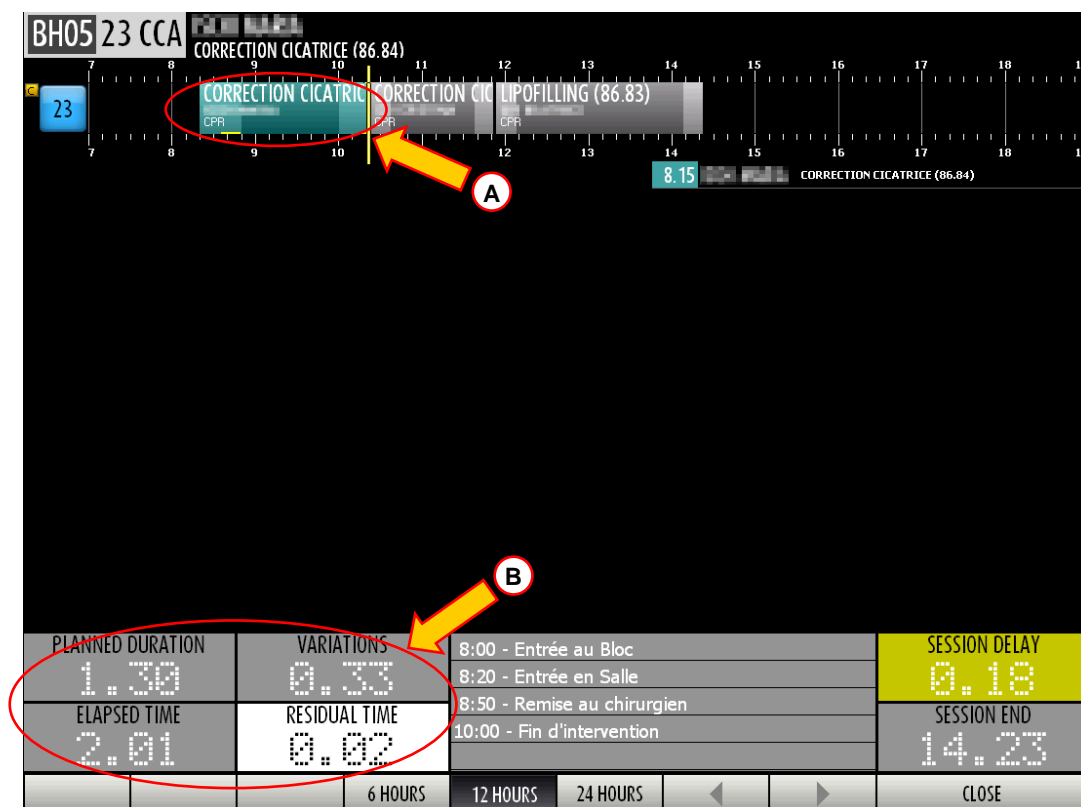 BH05 23 CCA
CORRECTION CICATRICE (86.84)
7 8 9 10 11 12 13 14 15 16 17 18 1
C
23
CORRECTION CICATRIC
CPR
CORRECTION CIC
CPR
LIPOFILLING (86.83)
CPR
7 8 9 10 12 13 14 15 16 17 18 1
A
8.15 CORRECTION CICATRICE (86.84)
B
PLANNED DURATION
1.30
VARIATIONS
0.33
ELAPSED TIME
2.01
RESIDUAL TIME
0.02
8:00 - Entrée au Bloc
8:20 - Entrée en Salle
8:50 - Remise au chirurgien
10:00 - Fin d'intervention
SESSION DELAY
0.18
SESSION END
14.23
6 HOURS 12 HOURS 24 HOURS CLOSE